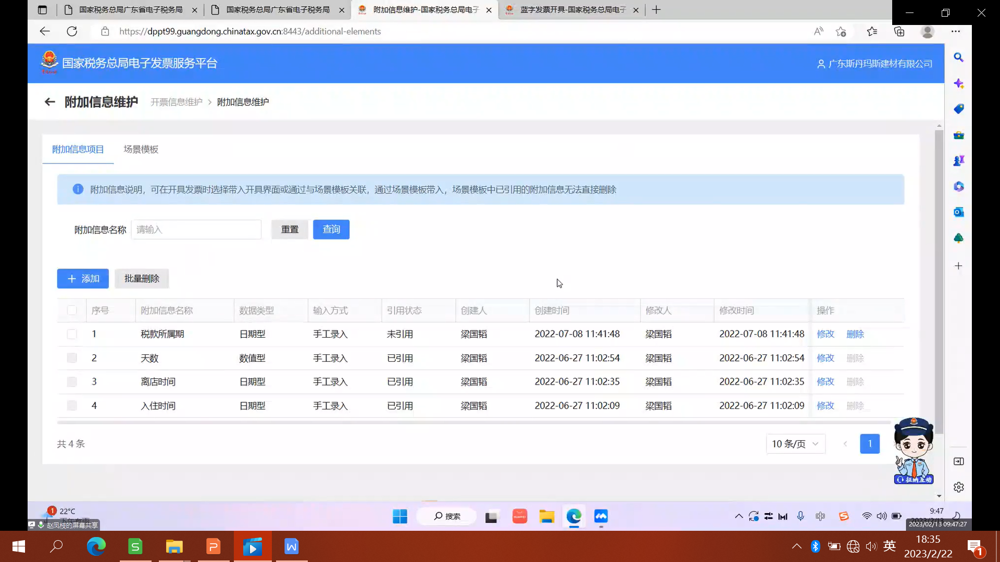 国家税务总局广东省电子税务局
国家税务总局广东省电子税务局
附加信息维护-国家税务总局电子
蓝字发票开具-国家税务总局电子
https://dppt99.guangdong.chinatax.gov.cn:8443/additional-elements
国家税务总局电子发票服务平台
广东斯丹玛斯建材有限公司
附加信息维护 开票信息维护 > 附加信息维护
附加信息项目 场景模板
附加信息说明，可在开具发票时选择带入开具界面或通过与场景模板关联，通过场景模板带入，场景模板中已引用的附加信息无法直接删除
附加信息名称 请输入 重置 查询
添加 批量删除
序号 附加信息名称 数据类型 输入方式 引用状态 创建人 创建时间 修改人 修改时间 操作
1 税款所属期 日期型 手工录入 未引用 梁国韬 2022-07-08 11:41:48 梁国韬 2022-07-08 11:41:48 修改 删除
2 天数 数值型 手工录入 已引用 梁国韬 2022-06-27 11:02:54 梁国韬 2022-06-27 11:02:54 修改 删除
3 离店时间 日期型 手工录入 已引用 梁国韬 2022-06-27 11:02:35 梁国韬 2022-06-27 11:02:35 修改 删除
4 入住时间 日期型 手工录入 已引用 梁国韬 2022-06-27 11:02:09 梁国韬 2022-06-27 11:02:09 修改 删除
共 4 条
10 条/页
1
征纳互动
1
22°C
赵凤枝的屏幕共享
搜索
HUAWEI
中
9:47
2023/02/13 09:47:27
英
18:35
2023/2/22
1